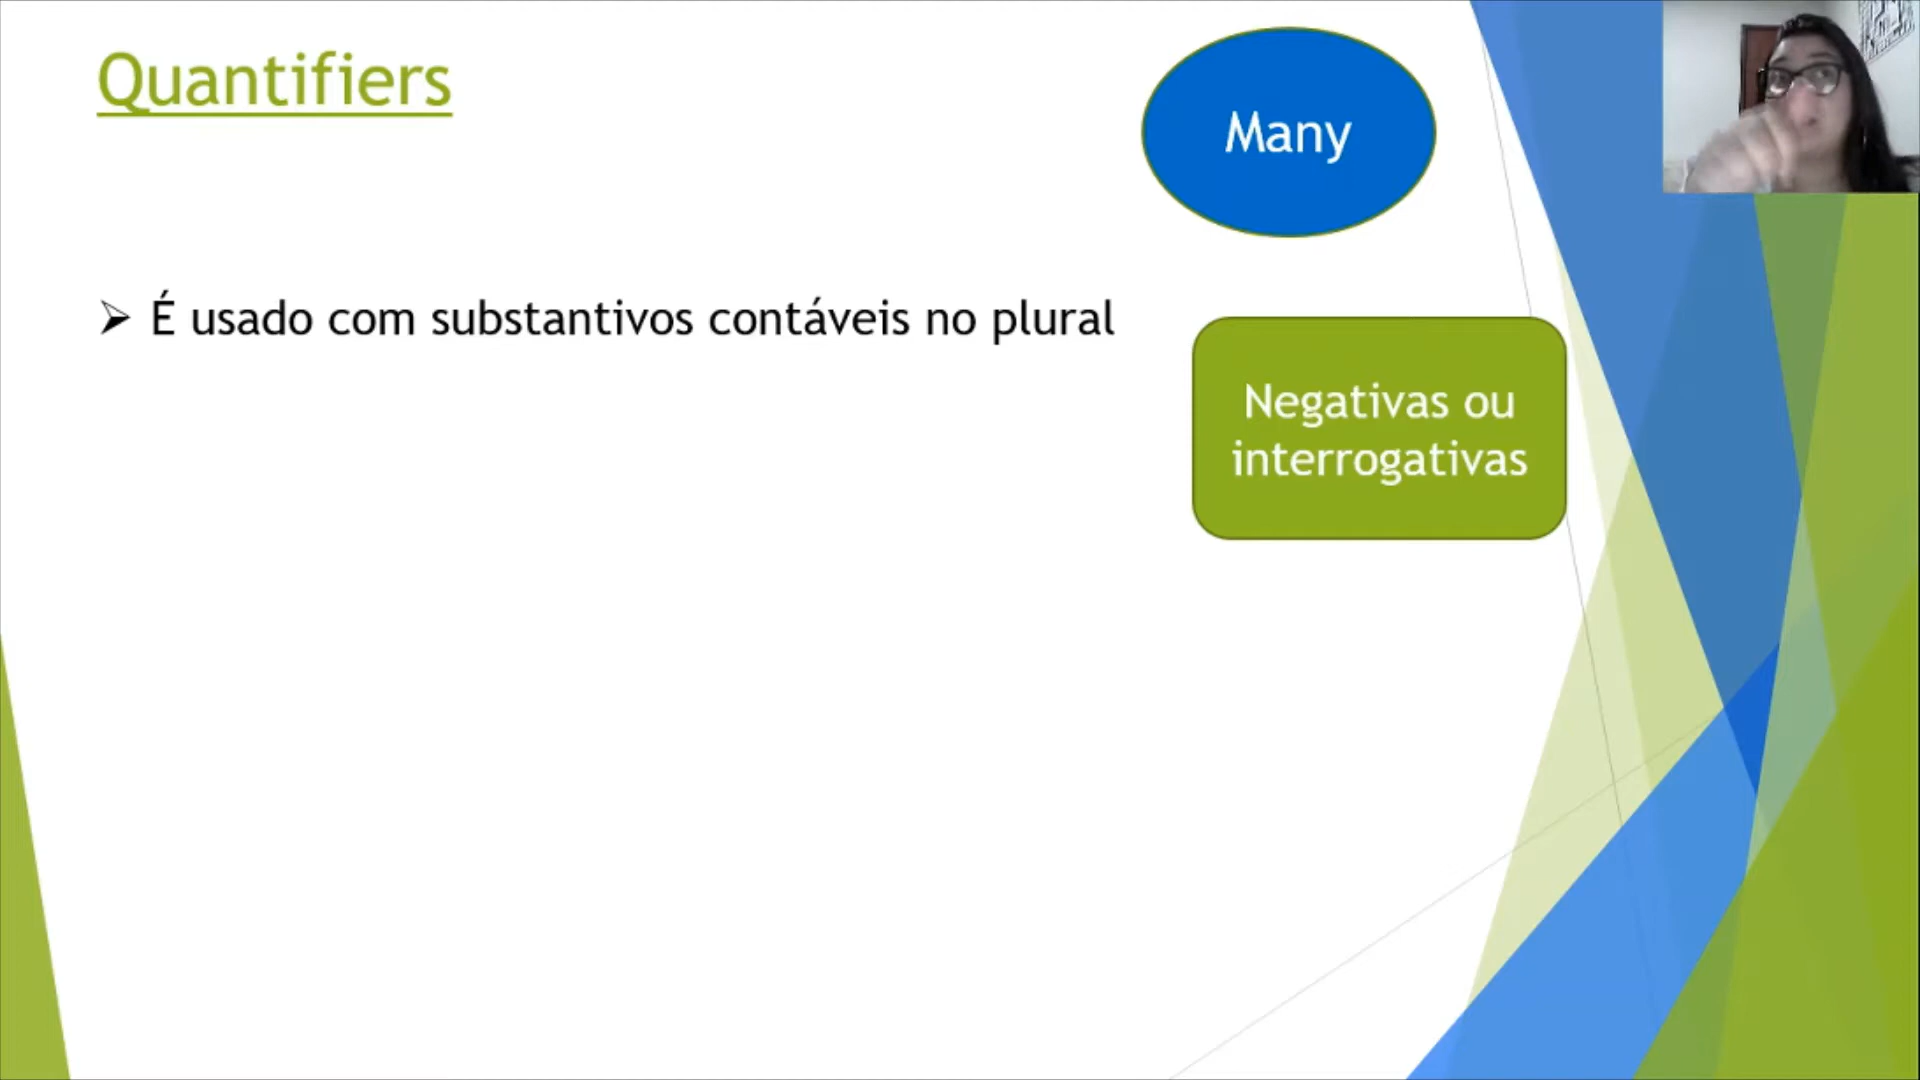 Quantifiers
Many
➢ É usado com substantivos contáveis no plural
Negativas ou
interrogativas